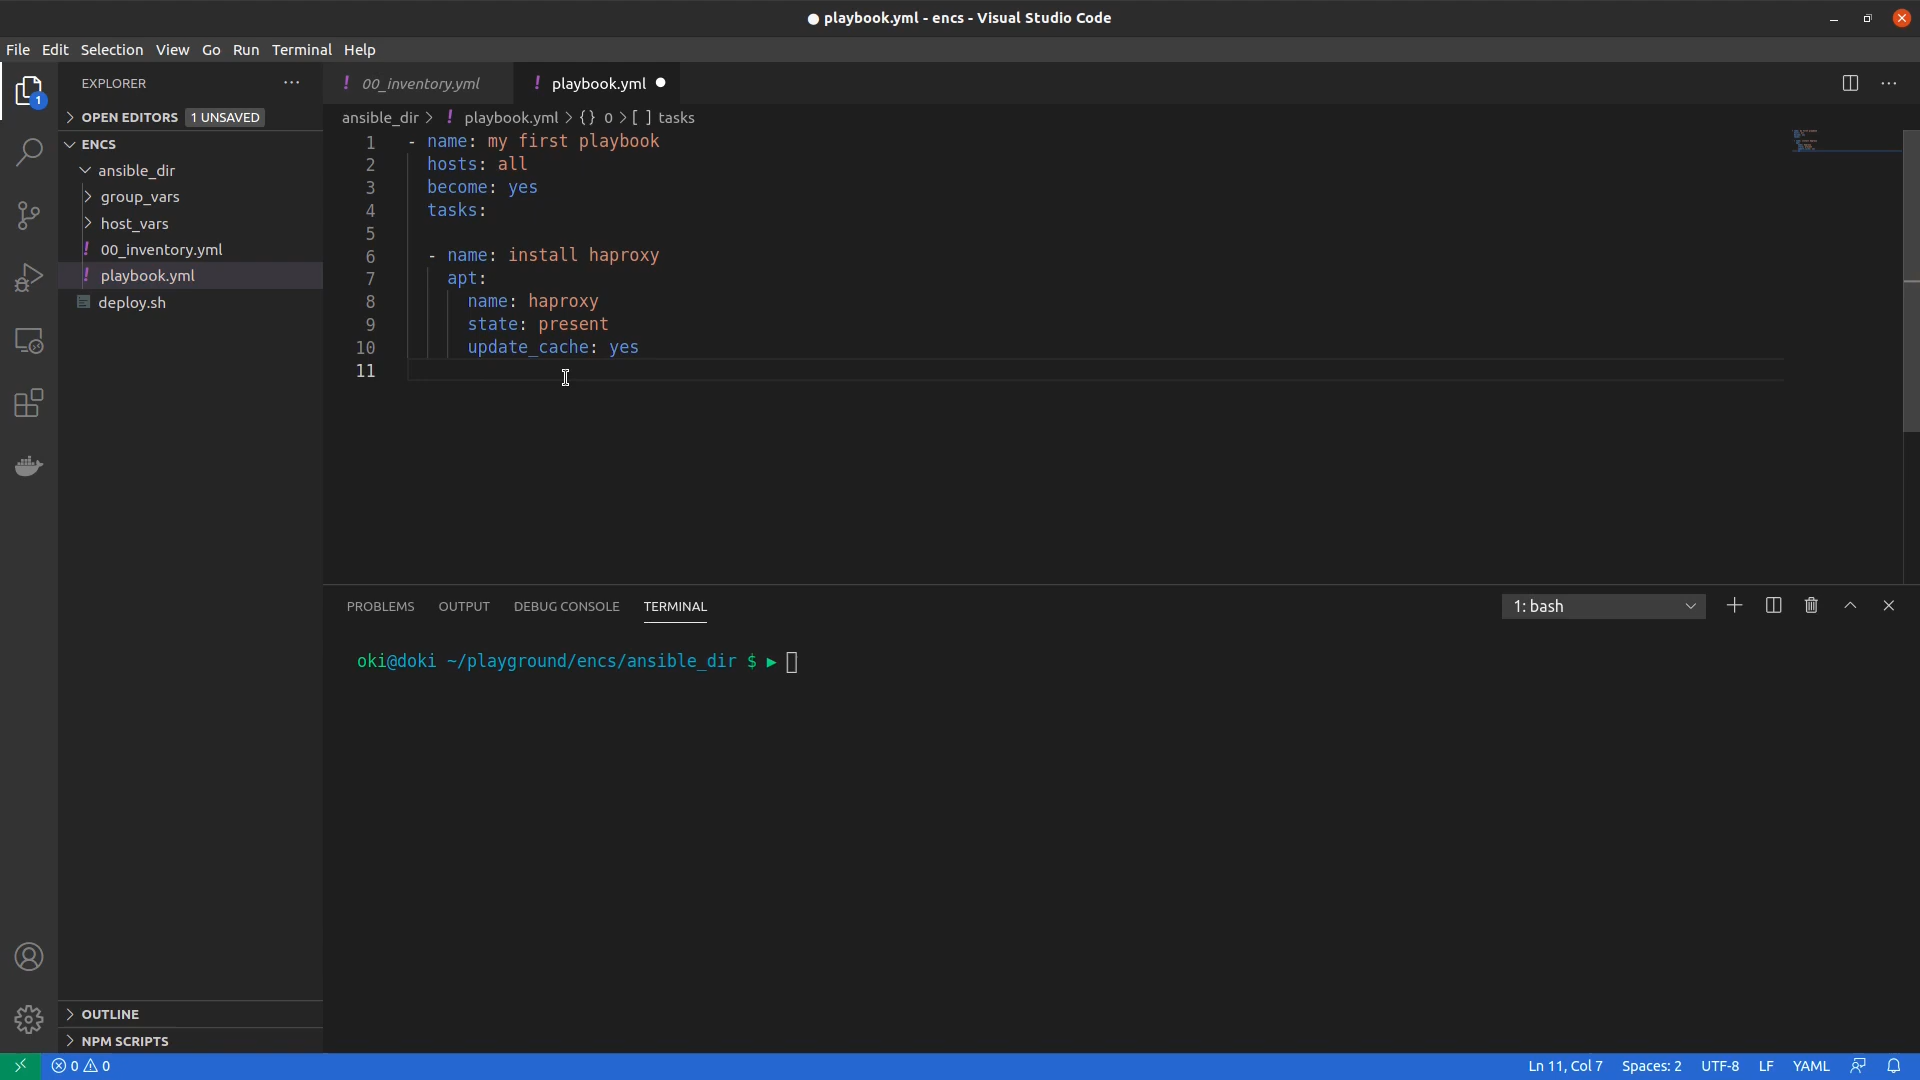 ● playbook.yml - encs - Visual Studio Code
File Edit Selection View Go Run Terminal Help
EXPLORER ···
OPEN EDITORS 1 UNSAVED
ENCS
ansible_dir
group_vars
host_vars
! 00_inventory.yml
! playbook.yml
deploy.sh
OUTLINE
NPM SCRIPTS
1
! 00_inventory.yml ! playbook.yml ●
ansible_dir > ! playbook.yml > {} 0 > [ ] tasks
1 - name: my first playbook
2 hosts: all
3 become: yes
4 tasks:
5
6 - name: install haproxy
7 apt:
8 name: haproxy
9 state: present
10 update_cache: yes
11
PROBLEMS OUTPUT DEBUG CONSOLE TERMINAL 1: bash
oki@doki ~/playground/encs/ansible_dir $ ▶
0 0 Ln 11, Col 7 Spaces: 2 UTF-8 LF YAML